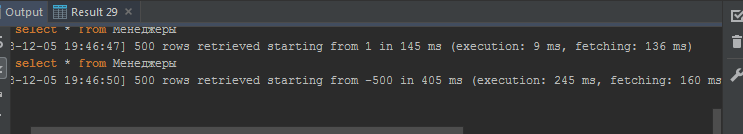 Output Result 29
select * from Менеджеры
3-12-05 19:46:47] 500 rows retrieved starting from 1 in 145 ms (execution: 9 ms, fetching: 136 ms)
select * from Менеджеры
3-12-05 19:46:50] 500 rows retrieved starting from -500 in 405 ms (execution: 245 ms, fetching: 160 ms